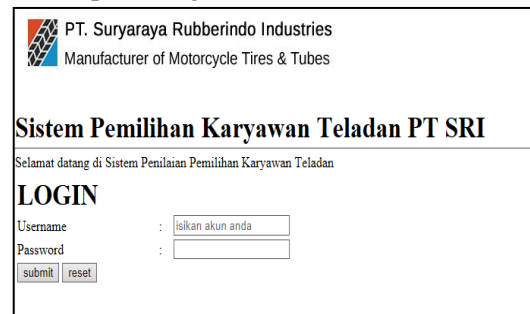 PT. Suryaraya Rubberindo Industries
Manufacturer of Motorcycle Tires & Tubes
Sistem Pemilihan Karyawan Teladan PT SRI
Selamat datang di Sistem Penilaian Pemilihan Karyawan Teladan
LOGIN
Username : isikan akun anda
Password :
submit reset